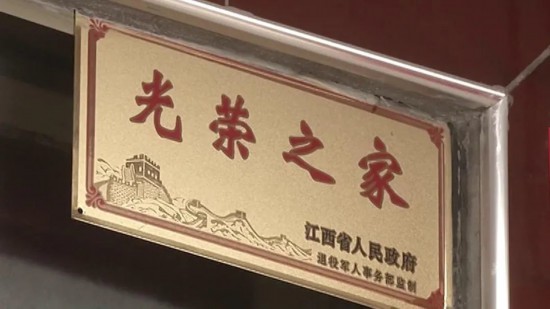 光荣之家
江西省人民政府
退役军人事务部监制